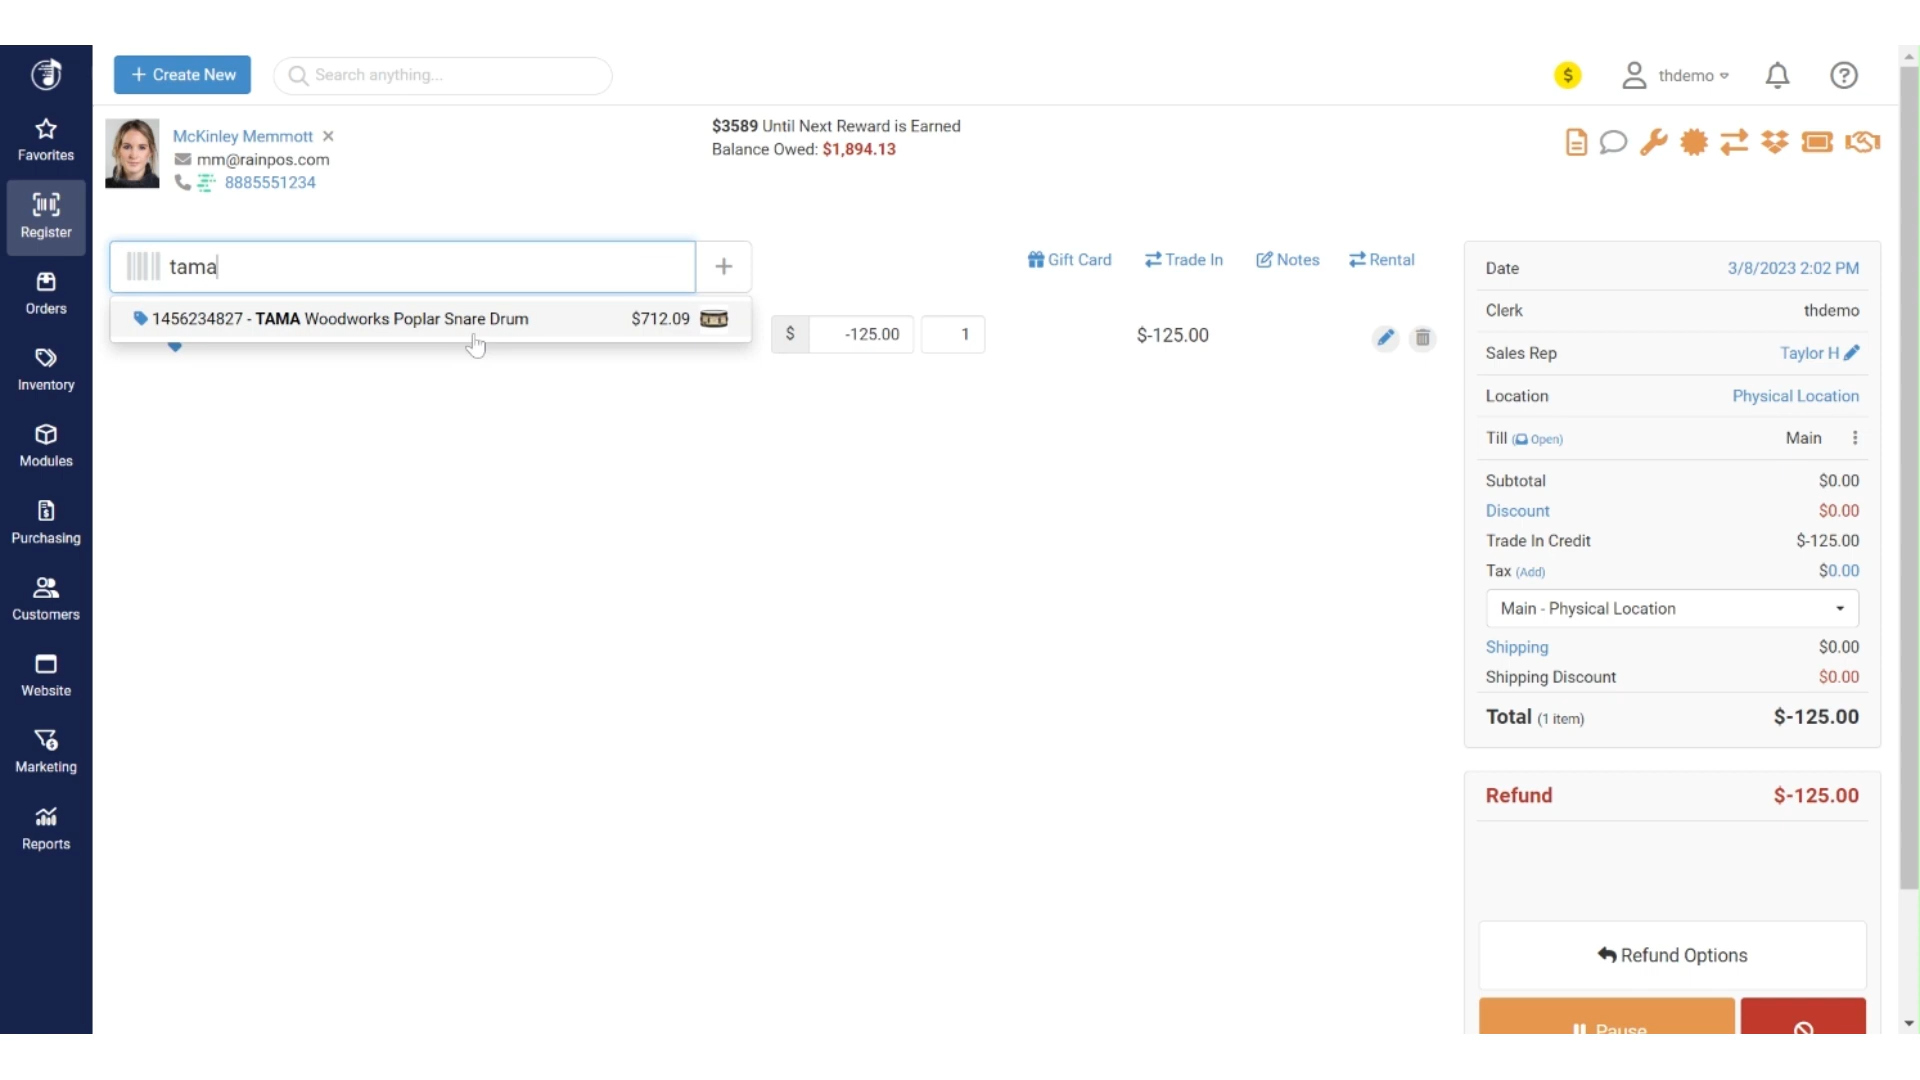 + Create New
Search anything...
$
thdemo
Favorites
Register
Orders
Inventory
Modules
Purchasing
Customers
Website
Marketing
Reports
McKinley Memmott
mm@rainpos.com
8885551234
$3589 Until Next Reward is Earned
Balance Owed: $1,894.13
tama
+
1456234827 - TAMA Woodworks Poplar Snare Drum $712.09
Gift Card
Trade In
Notes
Rental
$ -125.00 1 $-125.00
Date 3/8/2023 2:02 PM
Clerk thdemo
Sales Rep Taylor H
Location Physical Location
Till (Open) Main
Subtotal $0.00
Discount $0.00
Trade In Credit $-125.00
Tax (Add) $0.00
Main - Physical Location
Shipping $0.00
Shipping Discount $0.00
Total (1 item) $-125.00
Refund $-125.00
Refund Options
Pause